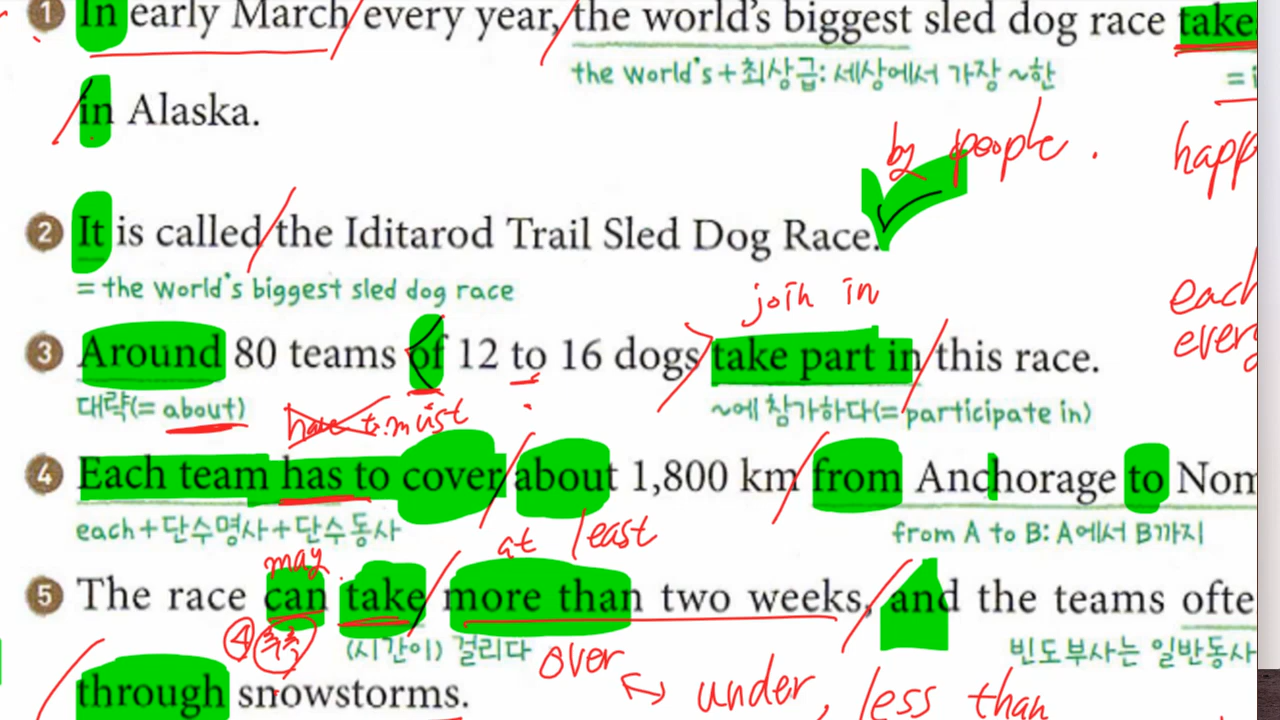 1 In early March every year, the world's biggest sled dog race take
the world's + 최상급: 세상에서 가장 ~한
in Alaska.
by people.
happ
2 It is called the Iditarod Trail Sled Dog Race.
= the world's biggest sled dog race
join in
each
every
3 Around 80 teams of 12 to 16 dogs take part in this race.
대략(= about)
~에 참가하다(= participate in)
have to. must
4 Each team has to cover about 1,800 km from Anchorage to Nom
each + 단수명사 + 단수동사
from A to B: A에서 B까지
may
at least
5 The race can take more than two weeks, and the teams ofte
④ 추측
(시간이) 걸리다
빈도부사는 일반동사
over ↔ under, less than
through snowstorms.